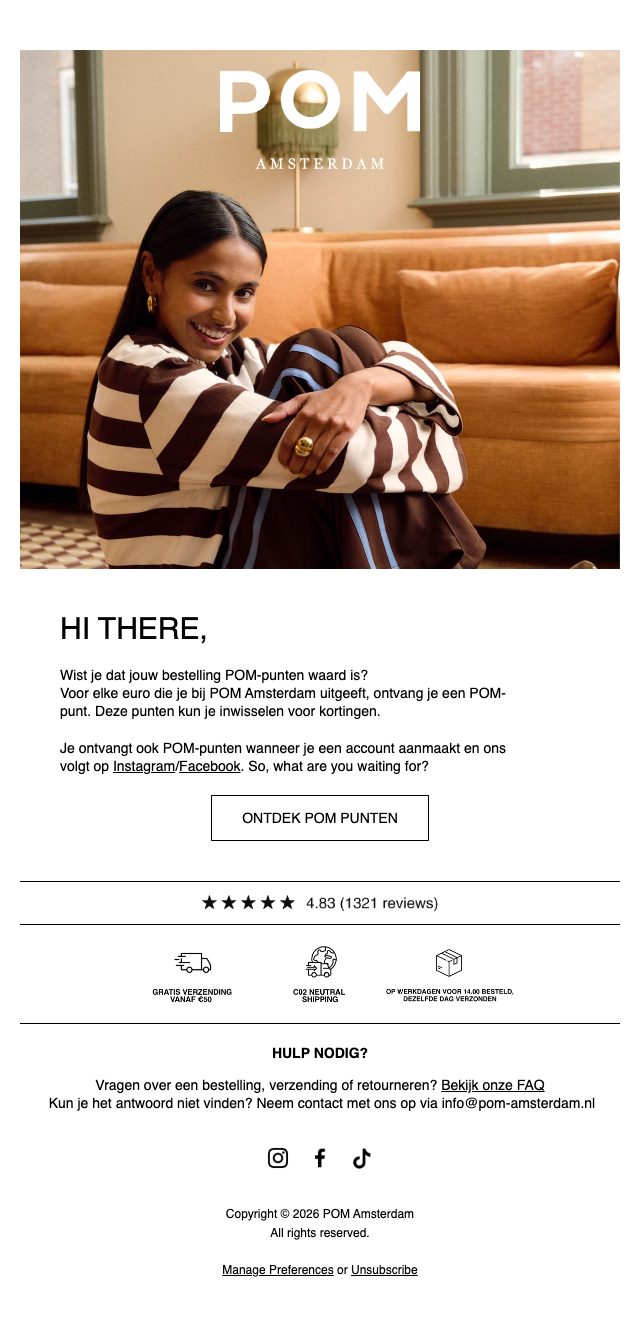 POM
AMSTERDAM
HI THERE,
Wist je dat jouw bestelling POM-punten waard is?
Voor elke euro die je bij POM Amsterdam uitgeeft, ontvang je een POM-
punt. Deze punten kun je inwisselen voor kortingen.
Je ontvangt ook POM-punten wanneer je een account aanmaakt en ons
volgt op Instagram/Facebook. So, what are you waiting for?
ONTDEK POM PUNTEN
4.83 (1321 reviews)
GRATIS VERZENDING
VANAF €50
C02 NEUTRAL
SHIPPING
OP WERKDAGEN VOOR 14.00 BESTELD,
DEZELFDE DAG VERZONDEN
HULP NODIG?
Vragen over een bestelling, verzending of retourneren? Bekijk onze FAQ
Kun je het antwoord niet vinden? Neem contact met ons op via info@pom-amsterdam.nl
Copyright © 2026 POM Amsterdam
All rights reserved.
Manage Preferences or Unsubscribe